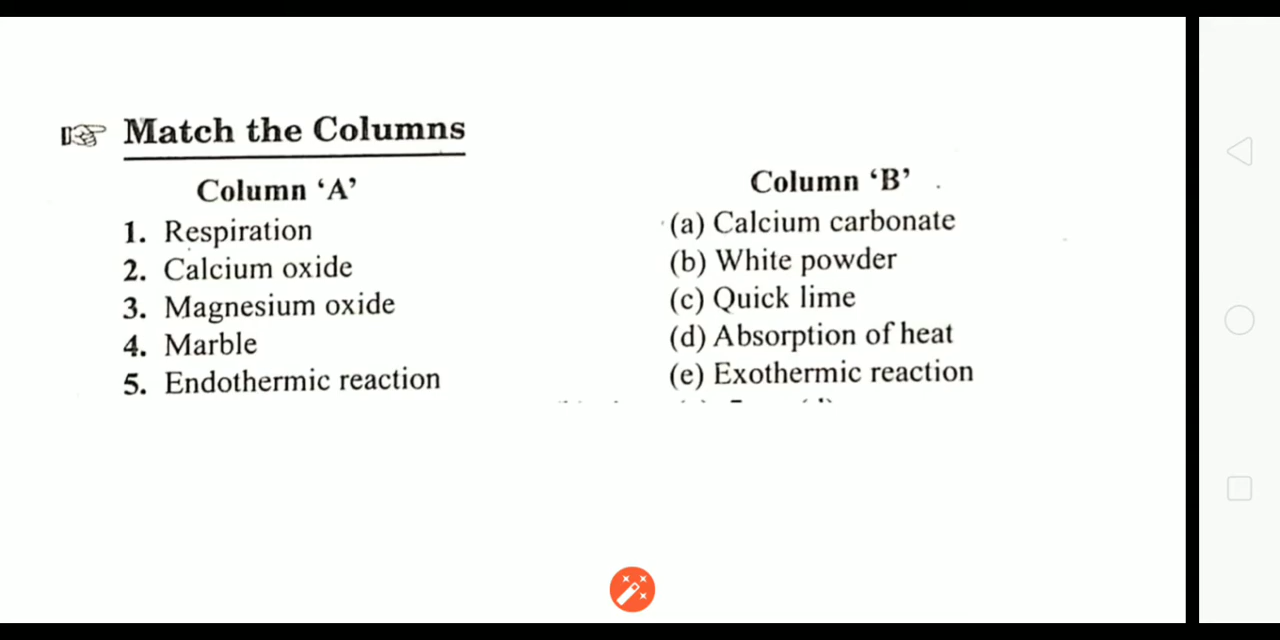 Match the Columns
Column ‘A’ Column ‘B’
1. Respiration (a) Calcium carbonate
2. Calcium oxide (b) White powder
3. Magnesium oxide (c) Quick lime
4. Marble (d) Absorption of heat
5. Endothermic reaction (e) Exothermic reaction